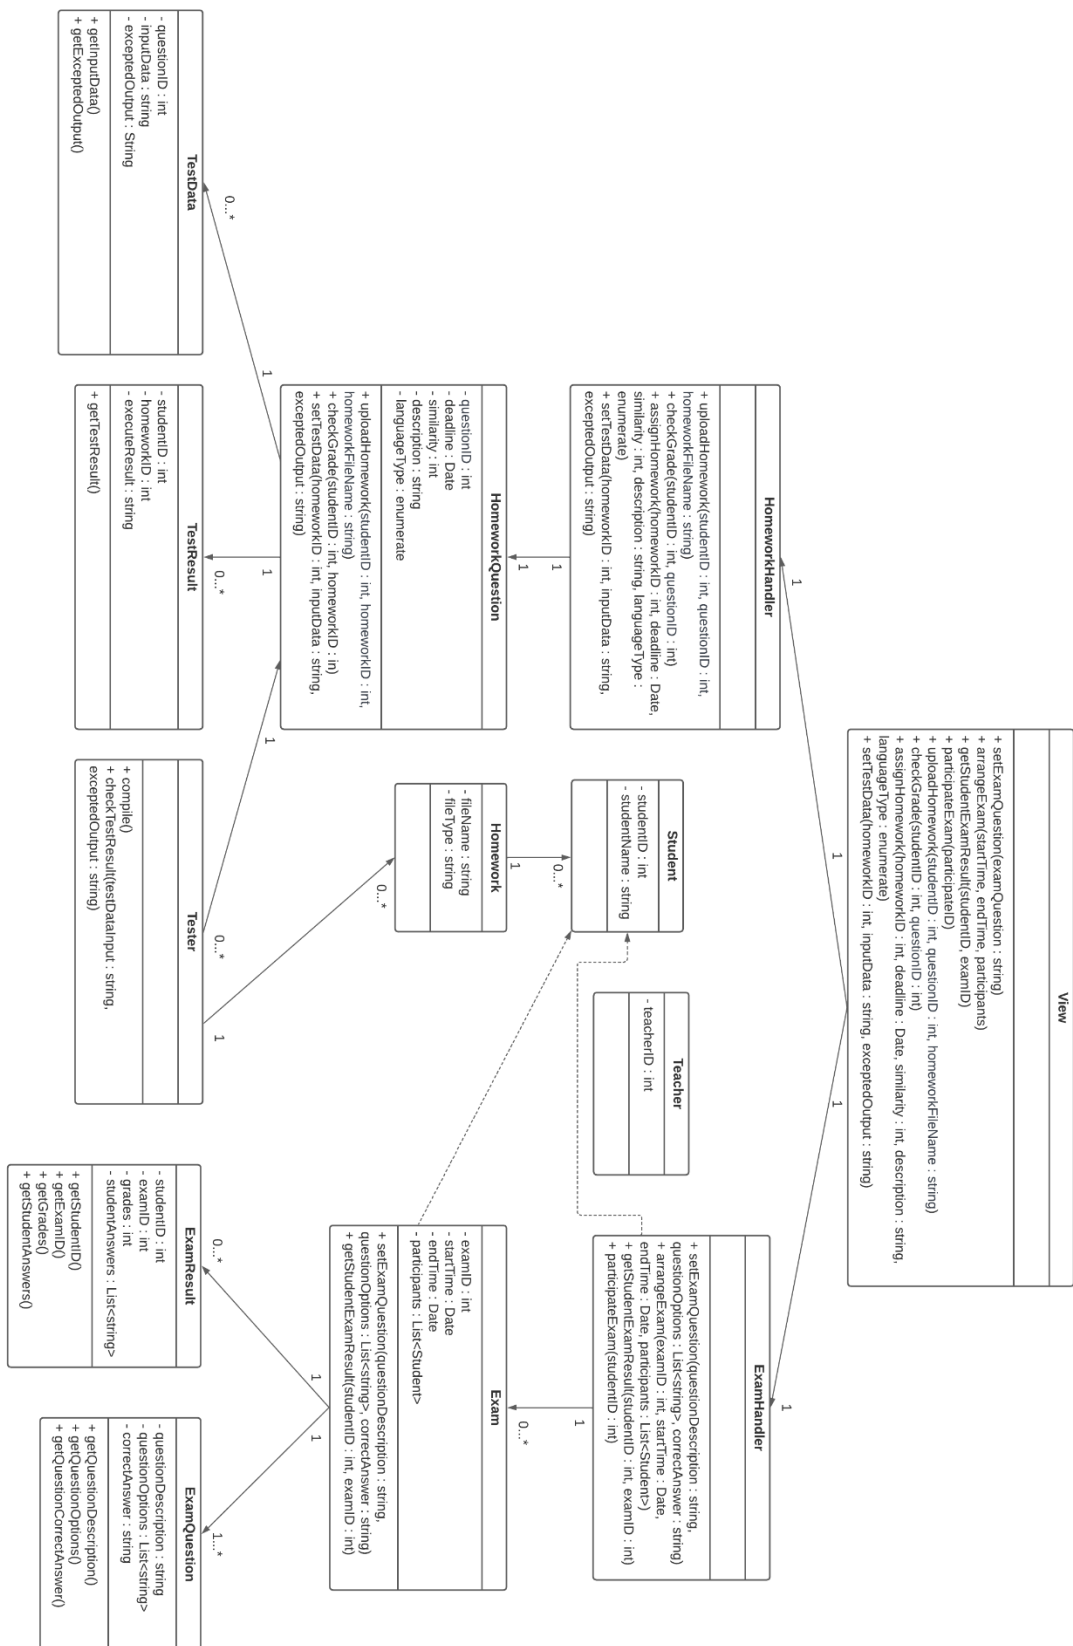 View
+ setExamQuestion(examQuestion : string)
+ arrangeExam(startTime, endTime, participants)
+ getStudentExamResult(studentID, examID)
+ participateExam(participateID)
+ uploadHomework(studentID : int, questionID : int, homeworkFileName : string)
+ checkGrade(studentID : int, questionID : int)
+ assignHomework(homeworkID : int, deadline : Date, similarity : int, description : string,
languageType : enumerate)
+ setTestData(homeworkID : int, inputData : string, exceptedOutput : string)
1
1
1
1
HomeworkHandler
+ uploadHomework(studentID : int, questionID : int,
homeworkFileName : string)
+ checkGrade(studentID : int, questionID : int)
+ assignHomework(homeworkID : int, deadline : Date,
similarity : int, description : string, languageType :
enumerate)
+ setTestData(homeworkID : int, inputData : string,
exceptedOutput : string)
1
1
ExamHandler
+ setExamQuestion(questionDescription : string,
questionOptions : List<string>, correctAnswer : string)
+ arrangeExam(examID : int, startTime : Date,
endTime : Date, participants : List<Student>)
+ getStudentExamResult(studentID : int, examID : int)
+ participateExam(studentID : int)
1
0...*
Teacher
- teacherID : int
Student
- studentID : int
- studentName : string
0...*
1
Homework
- fileName : string
- fileType : string
0...*
HomeworkQuestion
- questionID : int
- deadline : Date
- similarity : int
- description : string
- languageType : enumerate
+ uploadHomework(studentID : int, homeworkID : int,
homeworkFileName : string)
+ checkGrade(studentID : int, homeworkID : in)
+ setTestData(homeworkID : int, inputData : string,
exceptedOutput : string)
1
1
1
Exam
- examID : int
- startTime : Date
- endTime : Date
- participants : List<Student>
+ setExamQuestion(questionDescription : string,
questionOptions : List<string>, correctAnswer : string)
+ getStudentExamResult(studentID : int, examID : int)
1
1
0...*
TestData
- questionID : int
- inputData : string
- exceptedOutput : String
+ getInputData()
+ getExceptedOutput()
0...*
TestResult
- studentID : int
- homeworkID : int
- executeResult : string
+ getTestResult()
0...*
1
Tester
+ compile()
+ checkTestResult(testDataInput : string,
exceptedOutput : string)
0...*
ExamResult
- studentID : int
- examID : int
- grades : int
- studentAnswers : List<string>
+ getStudentID()
+ getExamID()
+ getGrades()
+ getStudentAnswers()
1...*
ExamQuestion
- questionDescription : string
- questionOptions : List<string>
- correctAnswer : string
+ getQuestionDescription()
+ getQuestionOptions()
+ getQuestionCorrectAnswer()